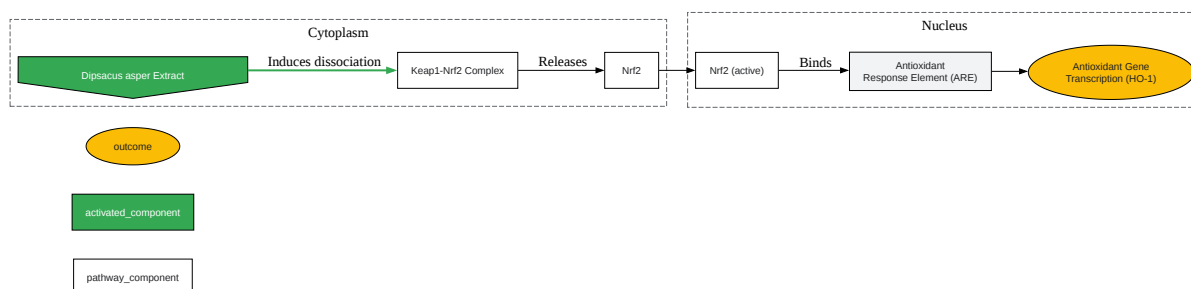 Cytoplasm
Nucleus
Dipsacus asper Extract
Induces dissociation
Keap1-Nrf2 Complex
Releases
Nrf2
Nrf2 (active)
Binds
Antioxidant
Response Element (ARE)
Antioxidant Gene
Transcription (HO-1)
outcome
activated_component
pathway_component